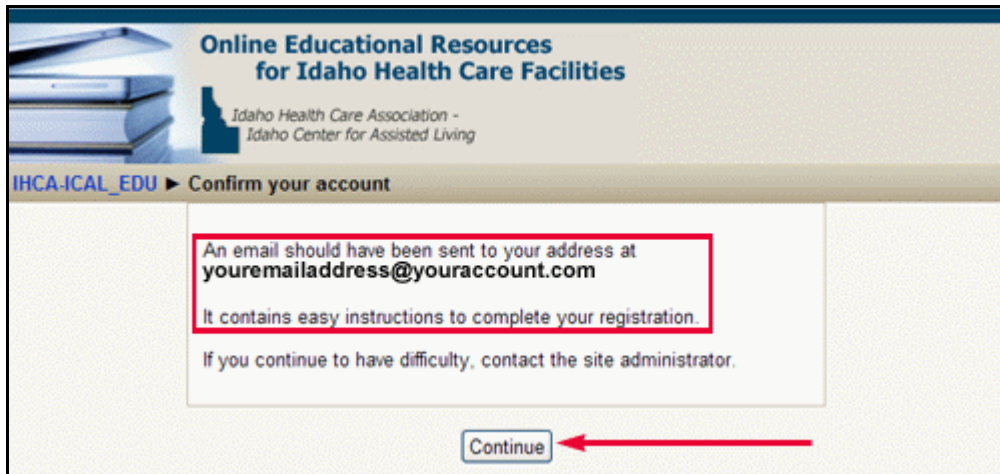 Online Educational Resources
for Idaho Health Care Facilities
Idaho Health Care Association -
Idaho Center for Assisted Living
IHCA-ICAL_EDU ► Confirm your account
An email should have been sent to your address at
youremailaddress@youraccount.com
It contains easy instructions to complete your registration.
If you continue to have difficulty, contact the site administrator.
Continue